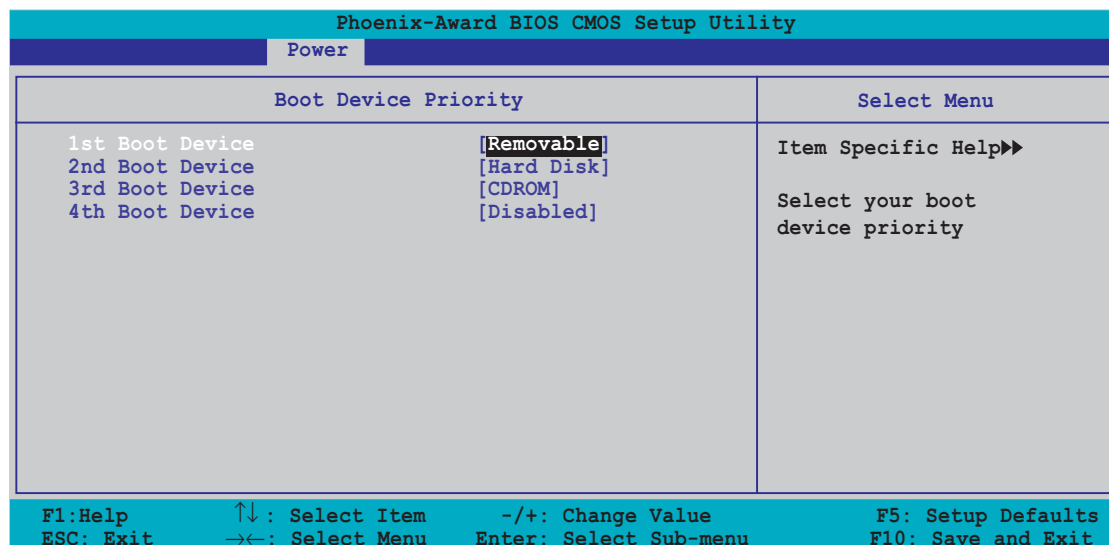 Phoenix-Award BIOS CMOS Setup Utility
Power
Boot Device Priority
Select Menu
1st Boot Device [Removable]
2nd Boot Device [Hard Disk]
3rd Boot Device [CDROM]
4th Boot Device [Disabled]
Item Specific Help▶▶
Select your boot
device priority
F1:Help ↑↓: Select Item -/+: Change Value F5: Setup Defaults
ESC: Exit →←: Select Menu Enter: Select Sub-menu F10: Save and Exit